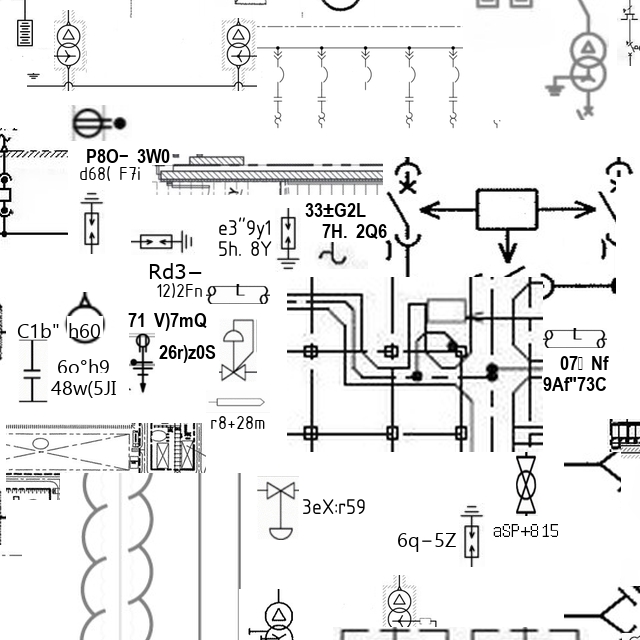 P8O- 3W0
d68( F7i
33±G2L
7H. 2Q6
e3"9y1
5h. 8Y
Rd3-
12)2Fn
L
C1b" h60
71 V)7mQ
26r)z0S
6o°h9
48w(5JI
L
07 Nf
9Af"73C
r8+28m
3eX:r59
6q-5Z
aSP+815